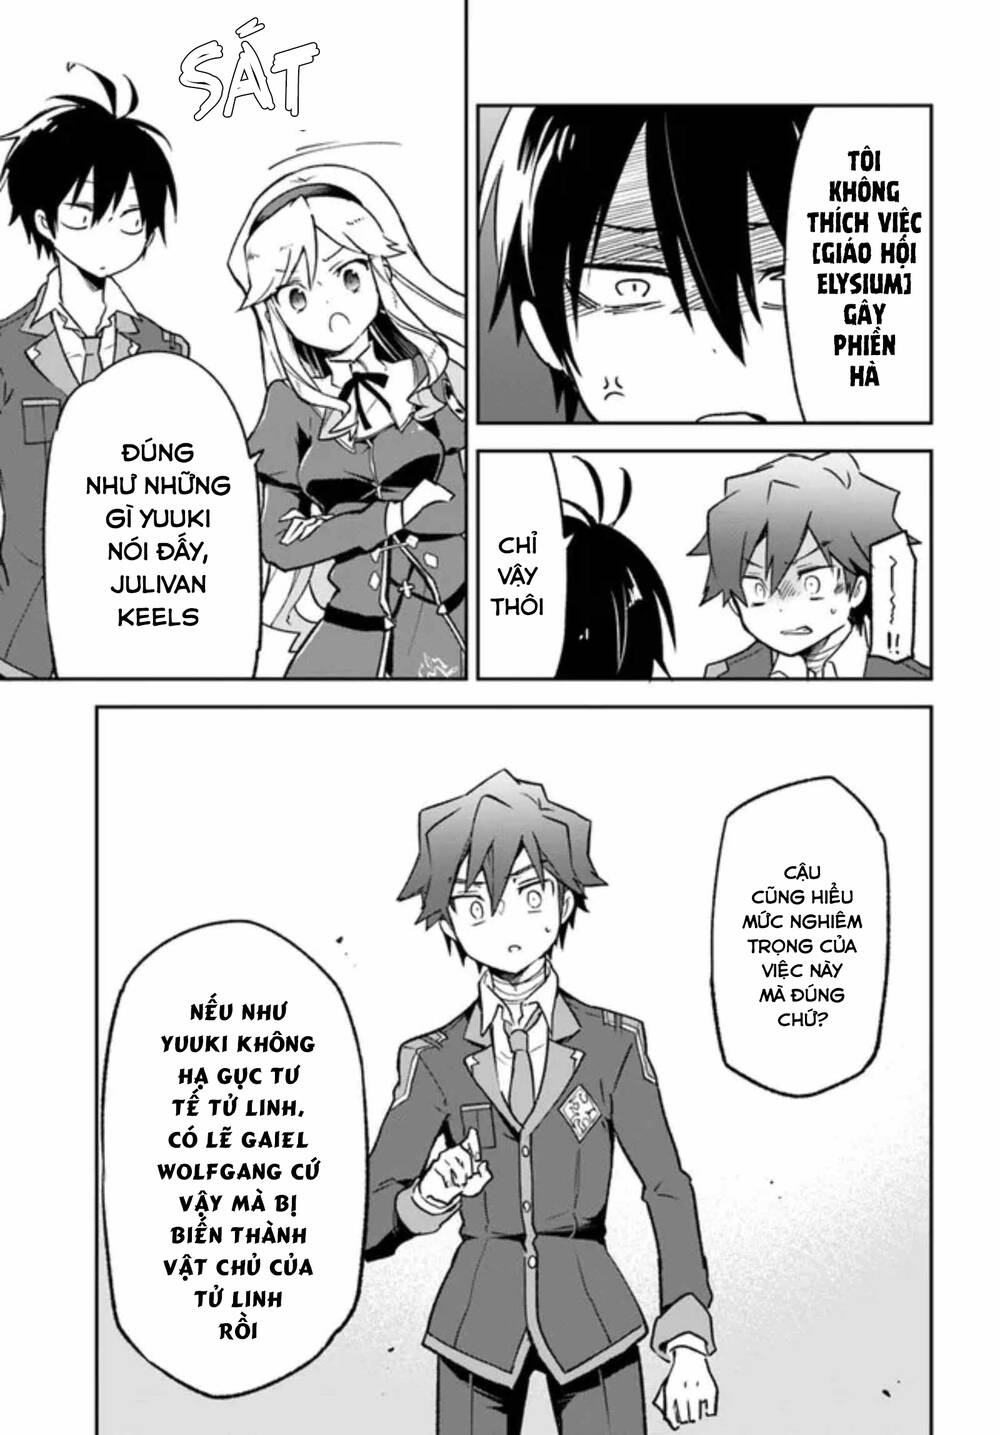 TÔI
KHÔNG
THÍCH VIỆC
[GIÁO HỘI
ELYSIUM]
GÂY
PHIỀN
HÀ
CHỈ
VẬY
THÔI
...!!
SÁT
ĐÚNG
NHƯ NHỮNG
GÌ YUUKI
NÓI ĐẤY,
JULIVAN
KEELS
CẬU
CŨNG HIỂU
MỨC NGHIÊM
TRỌNG CỦA
VIỆC NÀY
MÀ ĐÚNG
CHỨ?
NẾU NHƯ
YUUKI KHÔNG
HẠ GỤC TƯ
TẾ TỬ LINH,
CÓ LẼ GAIEL
WOLFGANG CỨ
VẬY MÀ BỊ
BIẾN THÀNH
VẬT CHỦ CỦA
TỬ LINH
RỒI